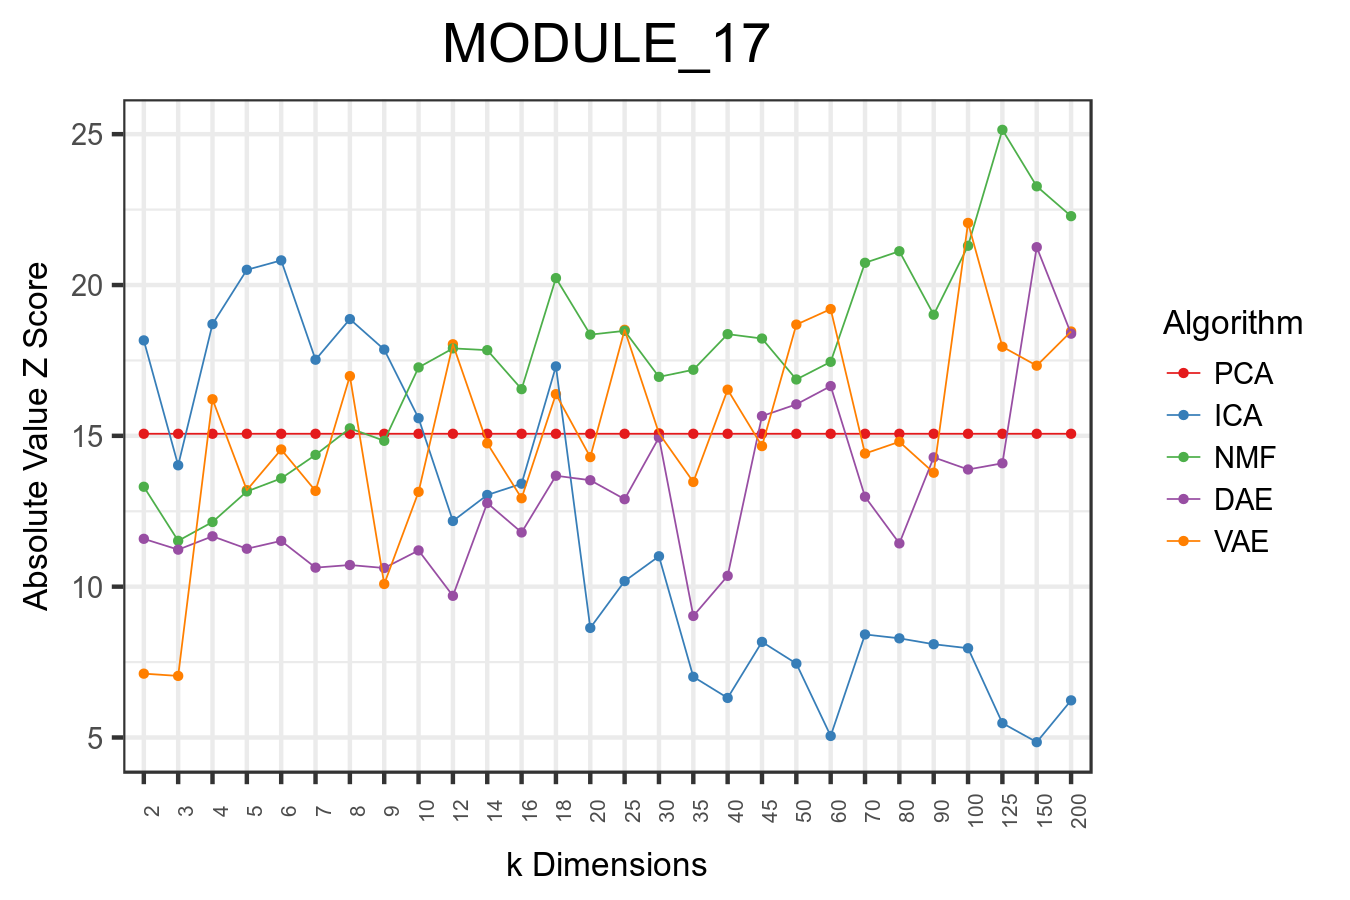 MODULE_17
Absolute Value Z Score
25
20
15
10
5
2 3 4 5 6 7 8 9 10 12 14 16 18 20 25 30 35 40 45 50 60 70 80 90 100 125 150 200
k Dimensions
Algorithm
PCA
ICA
NMF
DAE
VAE